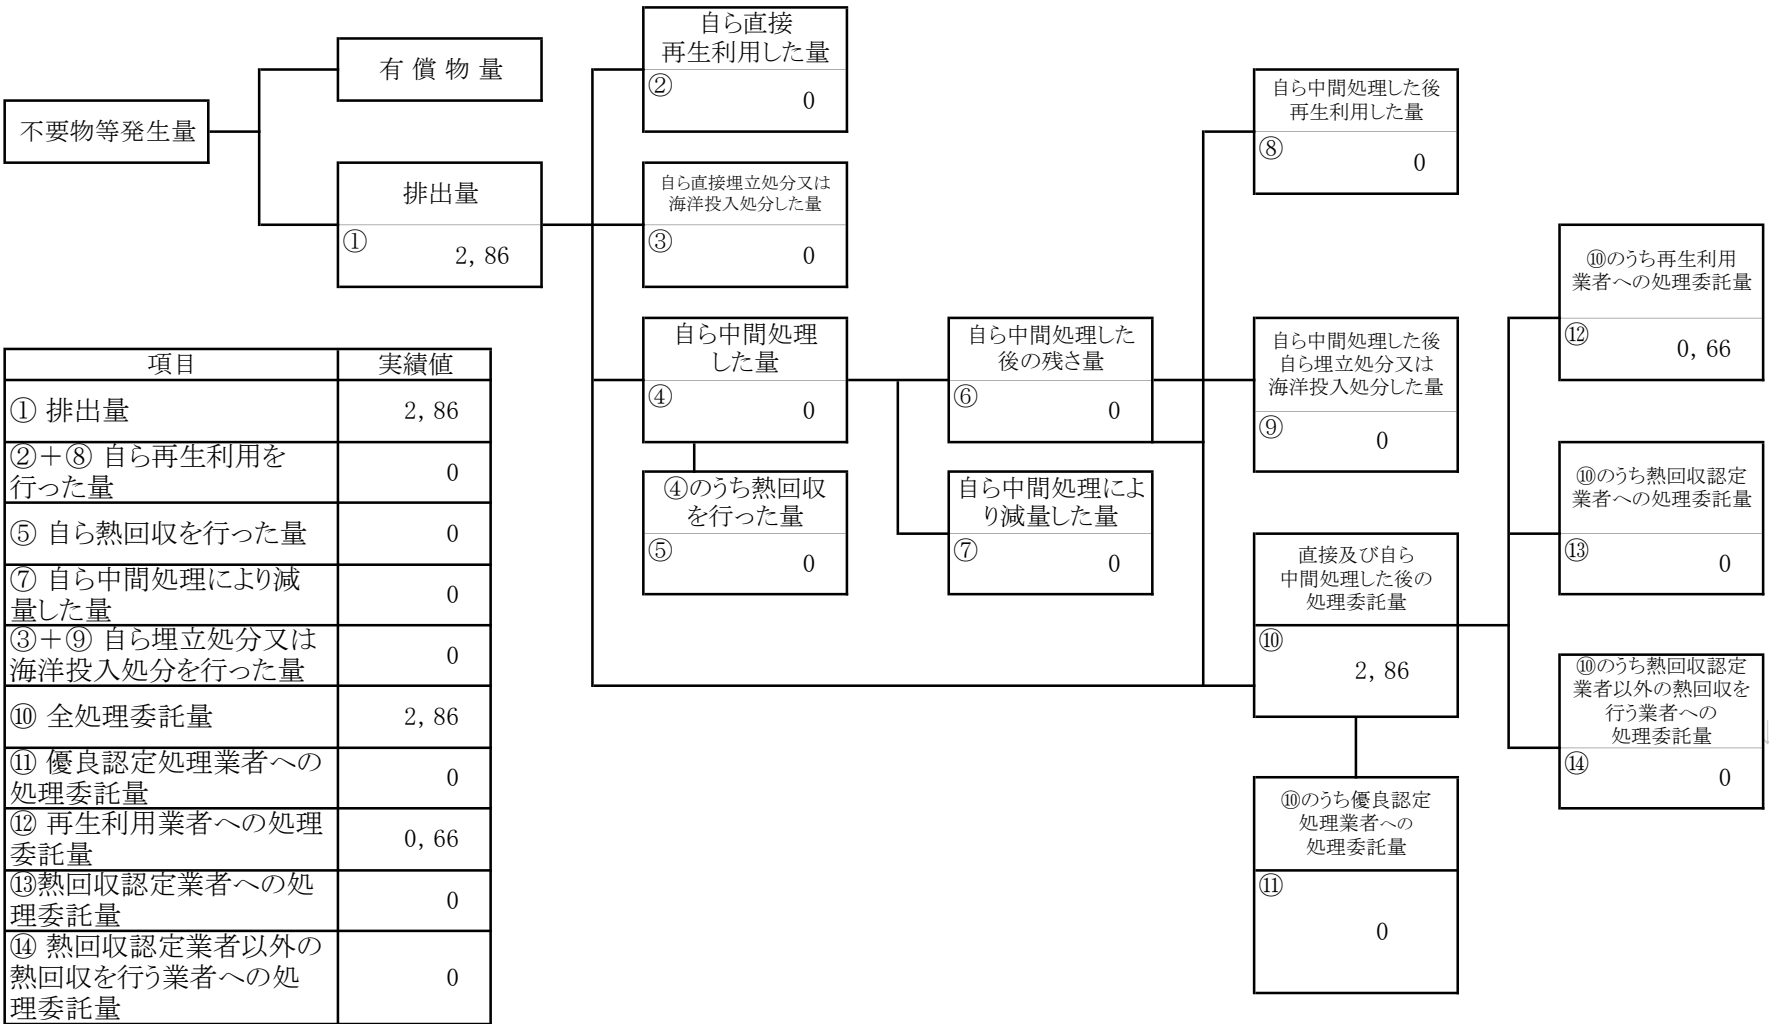 不要物等発生量
有 償 物 量
排出量
①
2, 86
自ら直接
再生利用した量
②
0
自ら直接埋立処分又は
海洋投入処分した量
③
0
自ら中間処理
した量
④
0
④のうち熱回収
を行った量
⑤
0
自ら中間処理した
後の残さ量
⑥
0
自ら中間処理によ
り減量した量
⑦
0
自ら中間処理した後
再生利用した量
⑧
0
自ら中間処理した後
自ら埋立処分又は
海洋投入処分した量
⑨
0
直接及び自ら
中間処理した後の
処理委託量
⑩
2, 86
⑩のうち優良認定
処理業者への
処理委託量
⑪
0
⑩のうち再生利用
業者への処理委託量
⑫
0, 66
⑩のうち熱回収認定
業者への処理委託量
⑬
0
⑩のうち熱回収認定
業者以外の熱回収を
行う業者への
処理委託量
⑭
0
項目 実績値
① 排出量 2, 86
②＋⑧ 自ら再生利用を
行った量 0
⑤ 自ら熱回収を行った量 0
⑦ 自ら中間処理により減
量した量 0
③＋⑨ 自ら埋立処分又は
海洋投入処分を行った量 0
⑩ 全処理委託量 2, 86
⑪ 優良認定処理業者への
処理委託量 0
⑫ 再生利用業者への処理
委託量 0, 66
⑬熱回収認定業者への処
理委託量 0
⑭ 熱回収認定業者以外の
熱回収を行う業者への処
理委託量 0